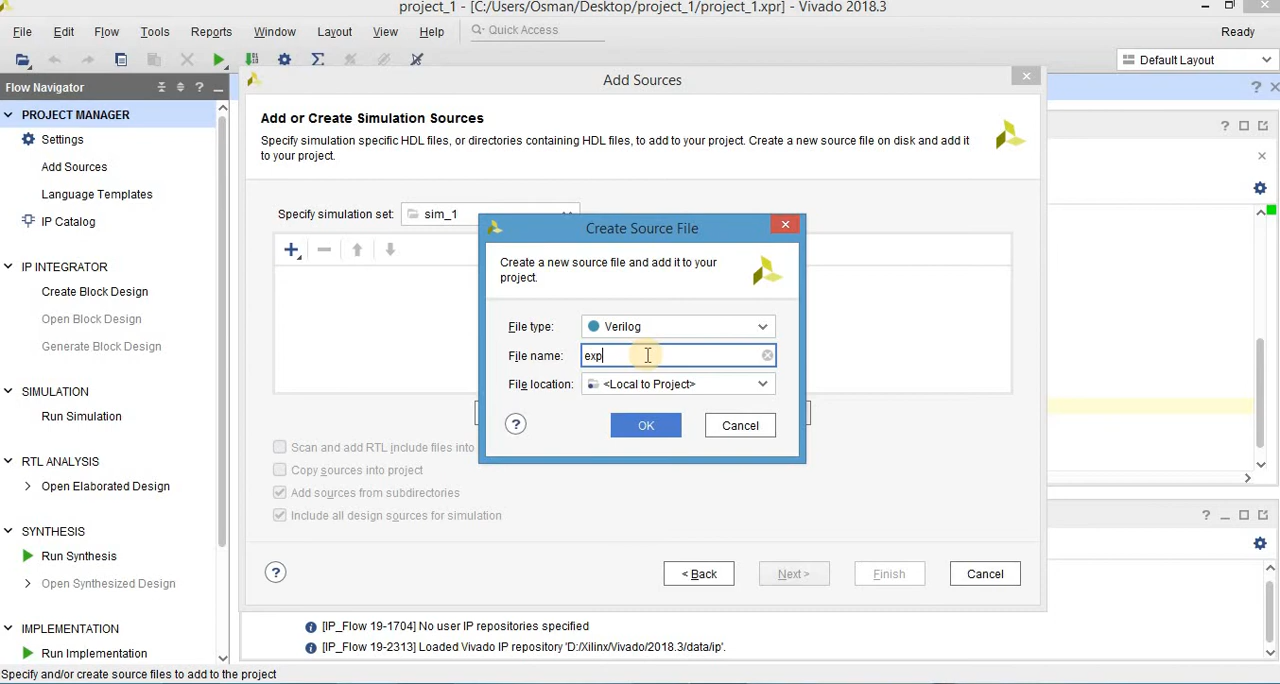 project_1 - [C:/Users/Osman/Desktop/project_1/project_1.xpr] - Vivado 2018.3
File Edit Flow Tools Reports Window Layout View Help Quick Access Ready
Default Layout
Flow Navigator
PROJECT MANAGER
Settings
Add Sources
Language Templates
IP Catalog
IP INTEGRATOR
Create Block Design
Open Block Design
Generate Block Design
SIMULATION
Run Simulation
RTL ANALYSIS
Open Elaborated Design
SYNTHESIS
Run Synthesis
Open Synthesized Design
IMPLEMENTATION
Run Implementation
Add Sources
Add or Create Simulation Sources
Specify simulation specific HDL files, or directories containing HDL files, to add to your project. Create a new source file on disk and add it
to your project.
Specify simulation set: sim_1
Create Source File
Create a new source file and add it to your
project.
File type: Verilog
File name: exp
File location: <Local to Project>
? OK Cancel
Scan and add RTL include files into
Copy sources into project
Add sources from subdirectories
Include all design sources for simulation
? < Back Next > Finish Cancel
[IP_Flow 19-1704] No user IP repositories specified
[IP_Flow 19-2313] Loaded Vivado IP repository 'D:/Xilinx/Vivado/2018.3/data/ip'.
Specify and/or create source files to add to the project